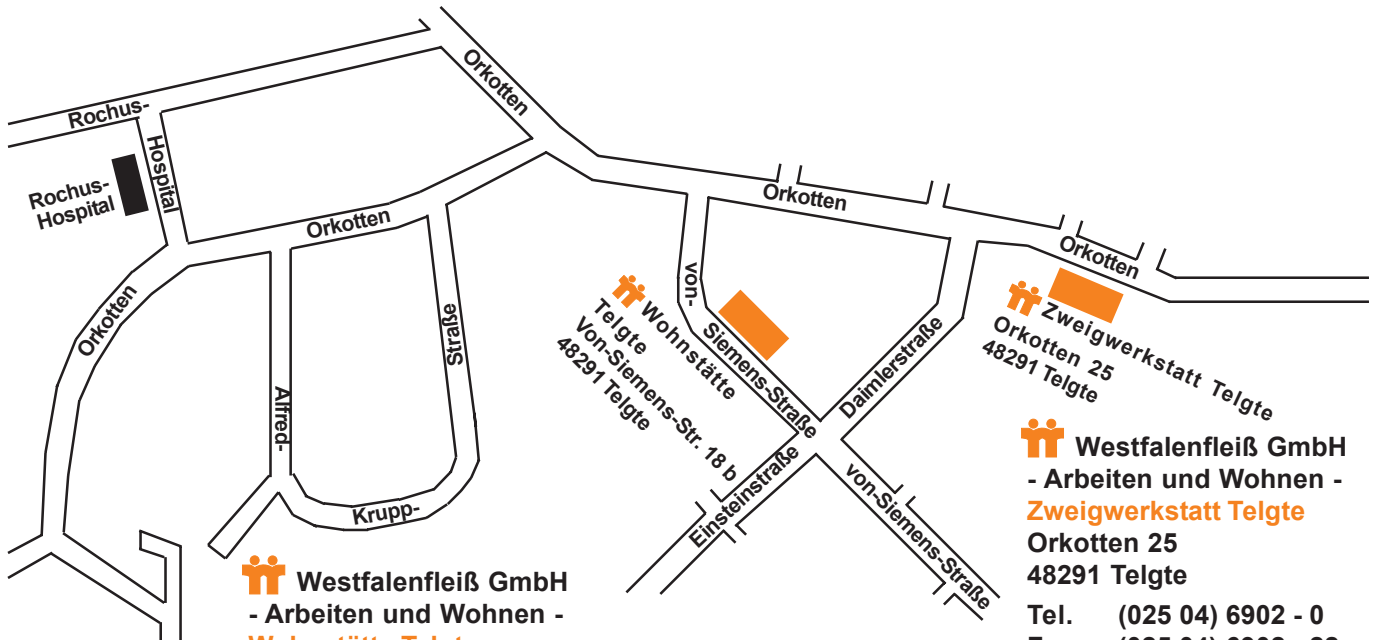 Orkotten
Rochus-
Hospital
Rochus-
Hospital
Orkotten
Orkotten
Orkotten
Orkotten
Straße
Alfred-
Krupp-
von-
Siemens-Straße
Daimlerstraße
Einsteinstraße
von-Siemens-Straße
Wohnstätte
Telgte
Von-Siemens-Str. 18 b
48291 Telgte
Zweigwerkstatt Telgte
Orkotten 25
48291 Telgte
Westfalenfleiß GmbH
- Arbeiten und Wohnen -
Zweigwerkstatt Telgte
Orkotten 25
48291 Telgte
Tel. (025 04) 6902 - 0
Westfalenfleiß GmbH
- Arbeiten und Wohnen -